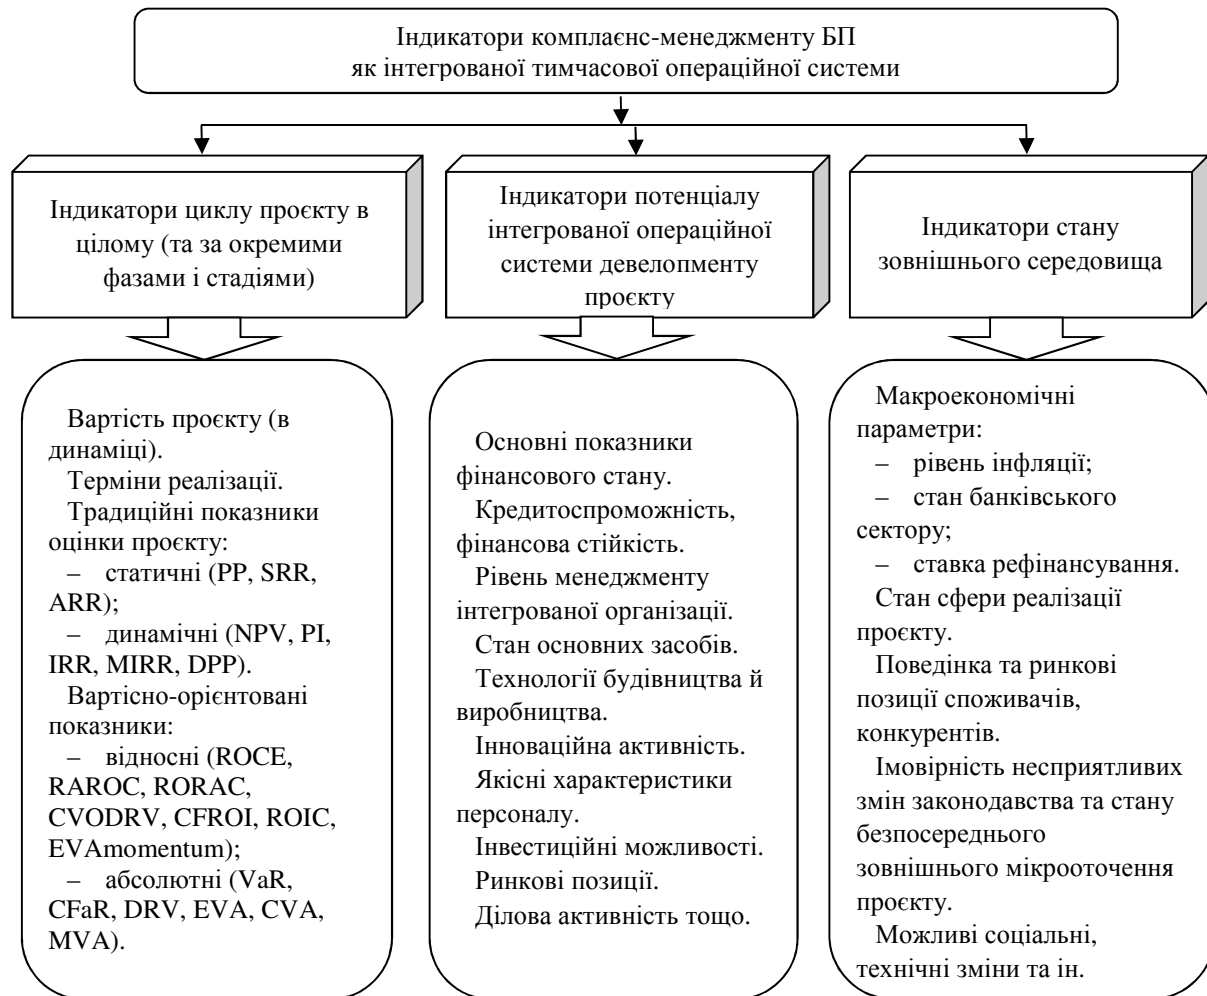 Індикатори комплаєнс-менеджменту БП
як інтегрованої тимчасової операційної системи
Індикатори циклу проєкту в
цілому (та за окремими
фазами і стадіями)
Індикатори потенціалу
інтегрованої операційної
системи девелопменту
проєкту
Індикатори стану
зовнішнього середовища
Вартість проєкту (в
динаміці).
Терміни реалізації.
Традиційні показники
оцінки проєкту:
– статичні (PP, SRR,
ARR);
– динамічні (NPV, PI,
IRR, MIRR, DPP).
Вартісно-орієнтовані
показники:
– відносні (ROCE,
RAROC, RORAC,
CVODRV, CFROI, ROIC,
EVAmomentum);
– абсолютні (VaR,
CFaR, DRV, EVA, CVA,
MVA).
Основні показники
фінансового стану.
Кредитоспроможність,
фінансова стійкість.
Рівень менеджменту
інтегрованої організації.
Стан основних засобів.
Технології будівництва й
виробництва.
Інноваційна активність.
Якісні характеристики
персоналу.
Інвестиційні можливості.
Ринкові позиції.
Ділова активність тощо.
Макроекономічні
параметри:
– рівень інфляції;
– стан банківського
сектору;
– ставка рефінансування.
Стан сфери реалізації
проєкту.
Поведінка та ринкові
позиції споживачів,
конкурентів.
Імовірність несприятливих
змін законодавства та стану
безпосереднього
зовнішнього мікрооточення
проєкту.
Можливі соціальні,
технічні зміни та ін.